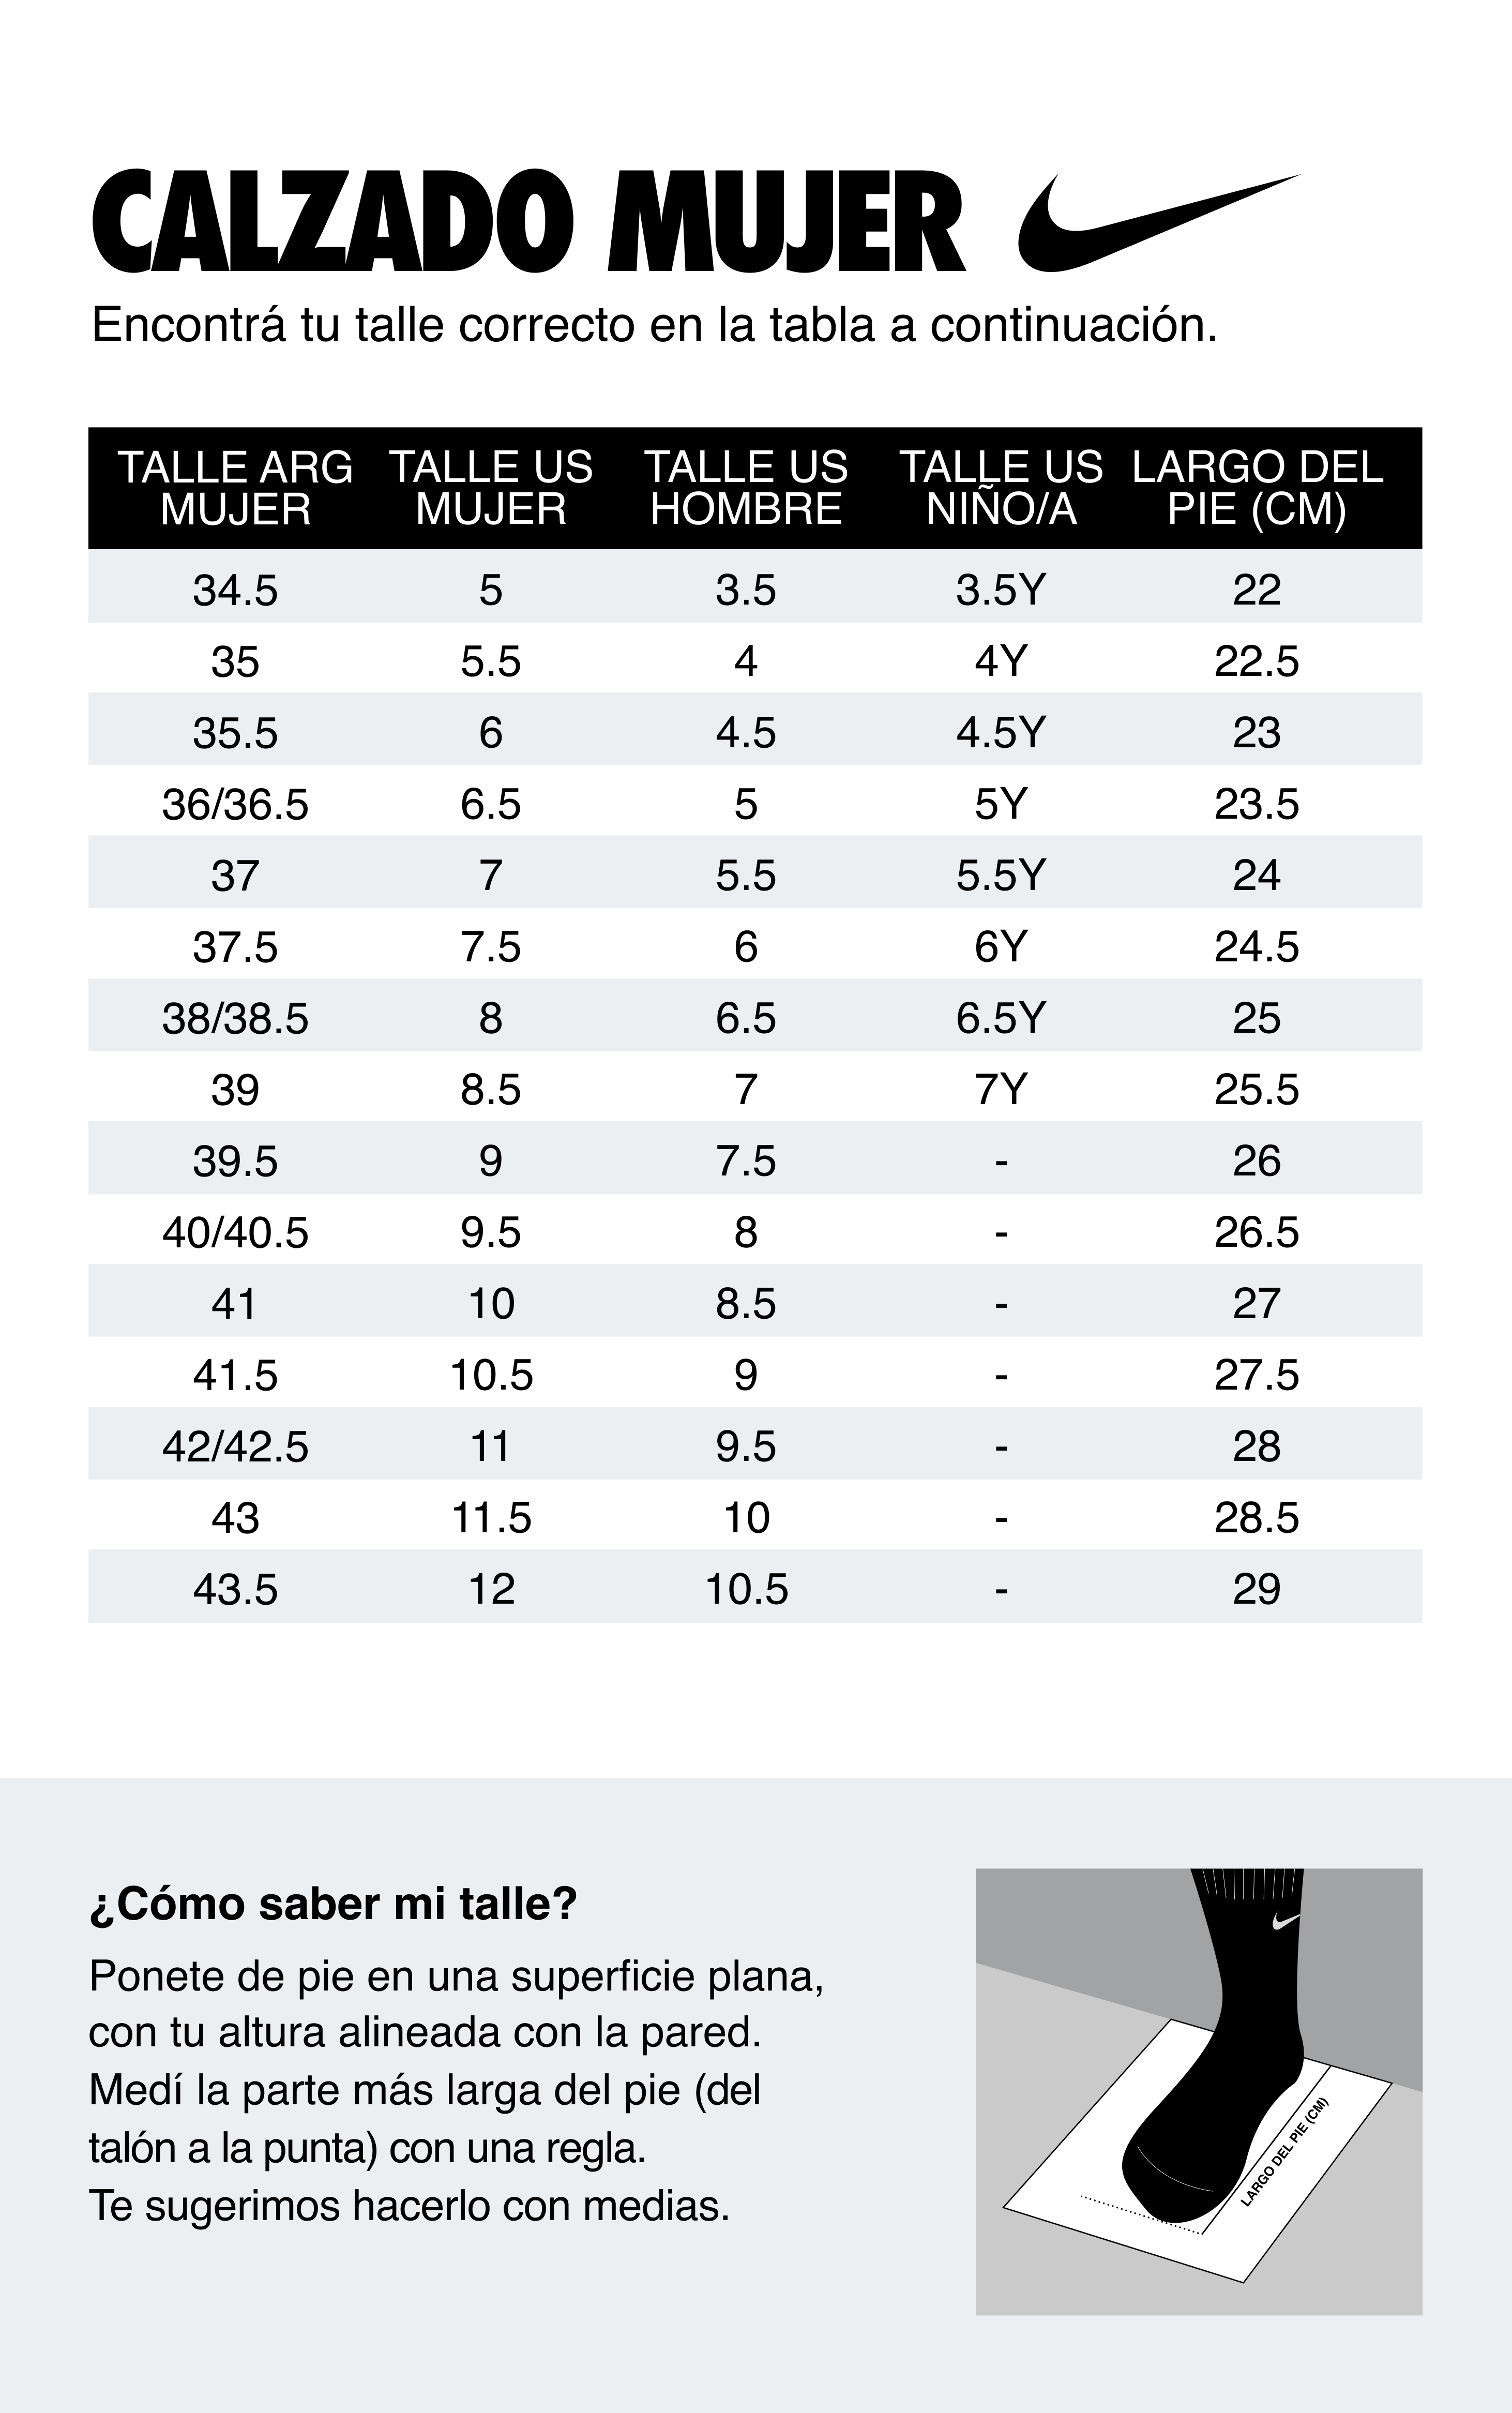 CALZADO MUJER
Encontrá tu talle correcto en la tabla a continuación.
TALLE ARG MUJER TALLE US MUJER TALLE US HOMBRE TALLE US NIÑO/A LARGO DEL PIE (CM)
34.5 5 3.5 3.5Y 22
35 5.5 4 4Y 22.5
35.5 6 4.5 4.5Y 23
36/36.5 6.5 5 5Y 23.5
37 7 5.5 5.5Y 24
37.5 7.5 6 6Y 24.5
38/38.5 8 6.5 6.5Y 25
39 8.5 7 7Y 25.5
39.5 9 7.5 - 26
40/40.5 9.5 8 - 26.5
41 10 8.5 - 27
41.5 10.5 9 - 27.5
42/42.5 11 9.5 - 28
43 11.5 10 - 28.5
43.5 12 10.5 - 29
¿Cómo saber mi talle?
Ponete de pie en una superficie plana,
con tu altura alineada con la pared.
Medí la parte más larga del pie (del
talón a la punta) con una regla.
Te sugerimos hacerlo con medias.
LARGO DEL PIE (CM)